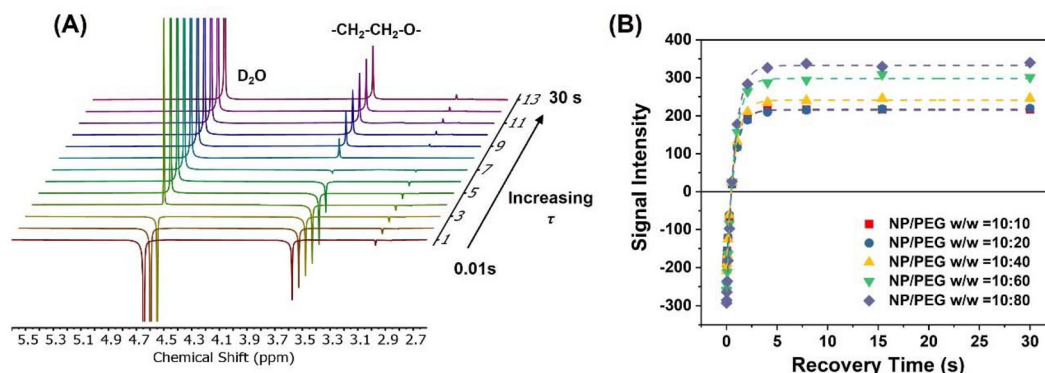 (A)
-CH₂-CH₂-O-
D₂O
30 s
13
11
9
7
5
3
1
Increasing
τ
0.01s
5.5 5.3 5.1 4.9 4.7 4.5 4.3 4.1 3.9 3.7 3.5 3.3 3.1 2.9 2.7
Chemical Shift (ppm)
(B)
Signal Intensity
400
300
200
100
0
-100
-200
-300
NP/PEG w/w =10:10
NP/PEG w/w =10:20
NP/PEG w/w =10:40
NP/PEG w/w =10:60
NP/PEG w/w =10:80
0 5 10 15 20 25 30
Recovery Time (s)